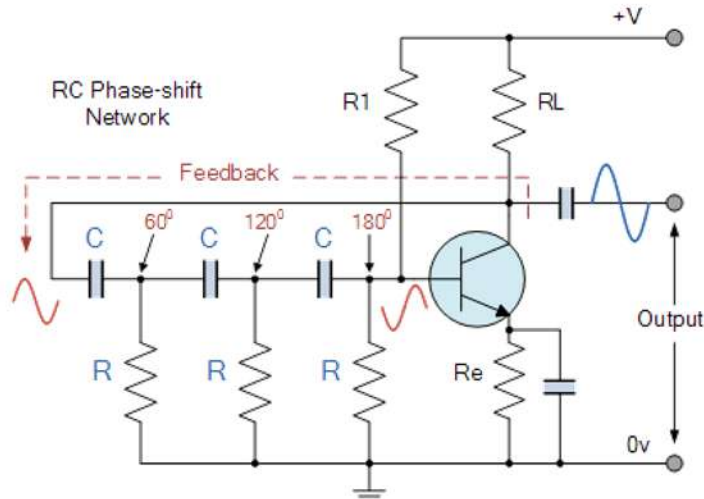 +V
RC Phase-shift
Network
R1
RL
Feedback
C
60⁰
C
120⁰
C
180⁰
Output
R
R
R
Re
0v